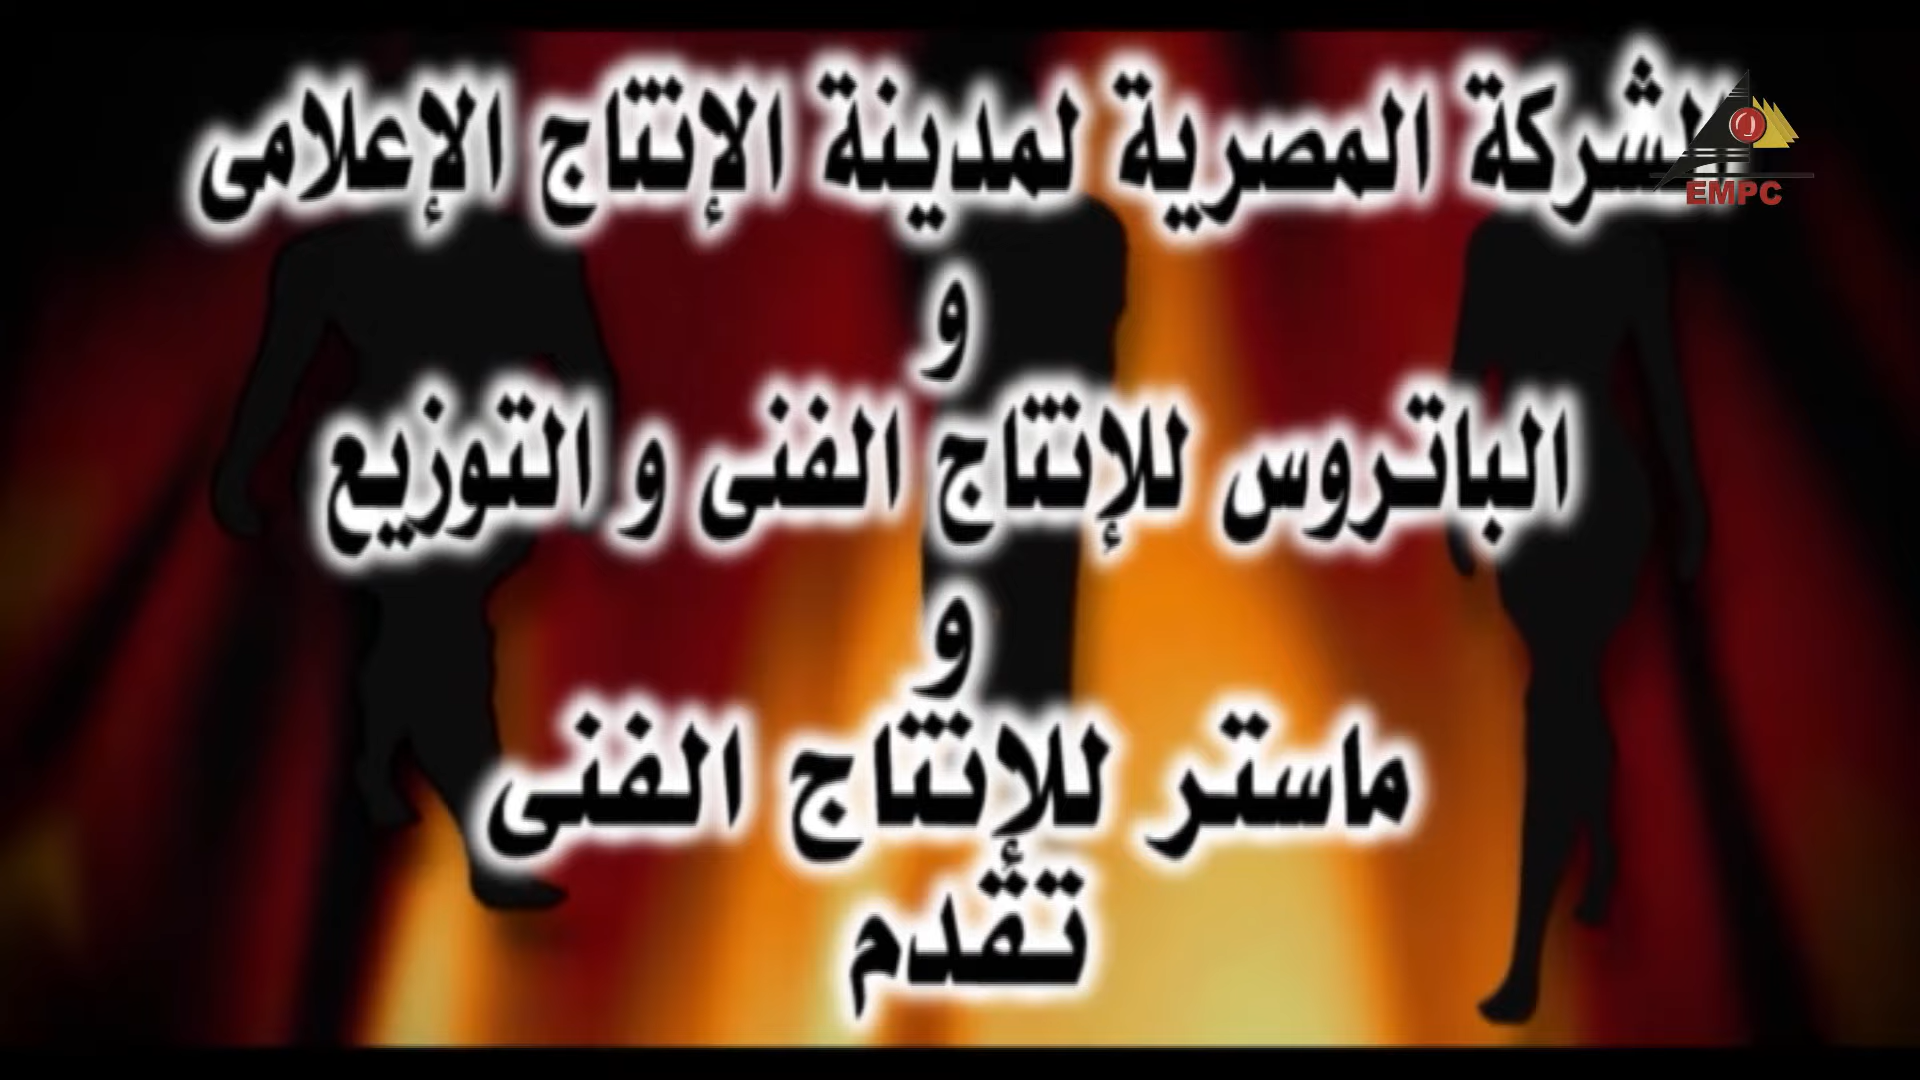 الشركة المصرية لمدينة الإنتاج الإعلامى
و
الباتروس للإنتاج الفنى و التوزيع
و
ماستر للإنتاج الفنى
تقدم
EMPC